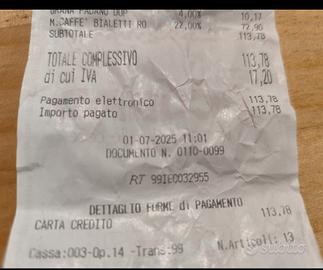 GRANA PADANO DOP 4,00% 10,17
M.CAFFE' BIALETTI RO 22,00% 72,90
SUBTOTALE 113,78
TOTALE COMPLESSIVO 113,78
di cui IVA 17,20
Pagamento elettronico 113,78
Importo pagato 113,78
01-07-2025 11:01
DOCUMENTO N. 0110-0099
RT 99IEC032955
DETTAGLIO FORME di PAGAMENTO
CARTA CREDITO 113,78
Cassa:003-Op.14 -Trans:99 N.Articoli: 13
subito